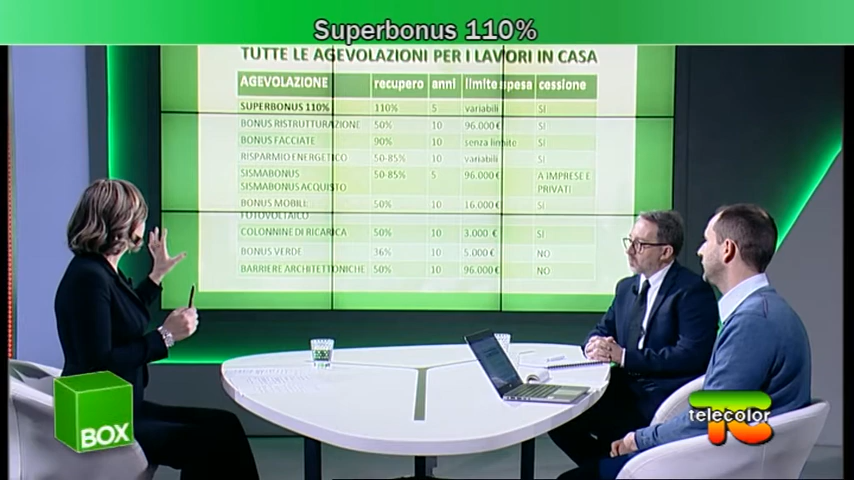 Superbonus 110%
TUTTE LE AGEVOLAZIONI PER I LAVORI IN CASA
AGEVOLAZIONE recupero anni limite spesa cessione
SUPERBONUS 110% 110% 5 variabili SI
BONUS RISTRUTTURAZIONE 50% 10 96.000 € SI
BONUS FACCIATE 90% 10 senza limite SI
RISPARMIO ENERGETICO 50-85% 10 variabili SI
SISMABONUS 50-85% 5 96.000 € A IMPRESE E
SISMABONUS ACQUISTO PRIVATI
BONUS MOBILI 50% 10 16.000 € SI
FOTOVOLTAICO
COLONNINE DI RICARICA 50% 10 3.000 € SI
BONUS VERDE 36% 10 5.000 € NO
BARRIERE ARCHITETTONICHE 50% 10 96.000 € NO
BOX
telecolor
TC